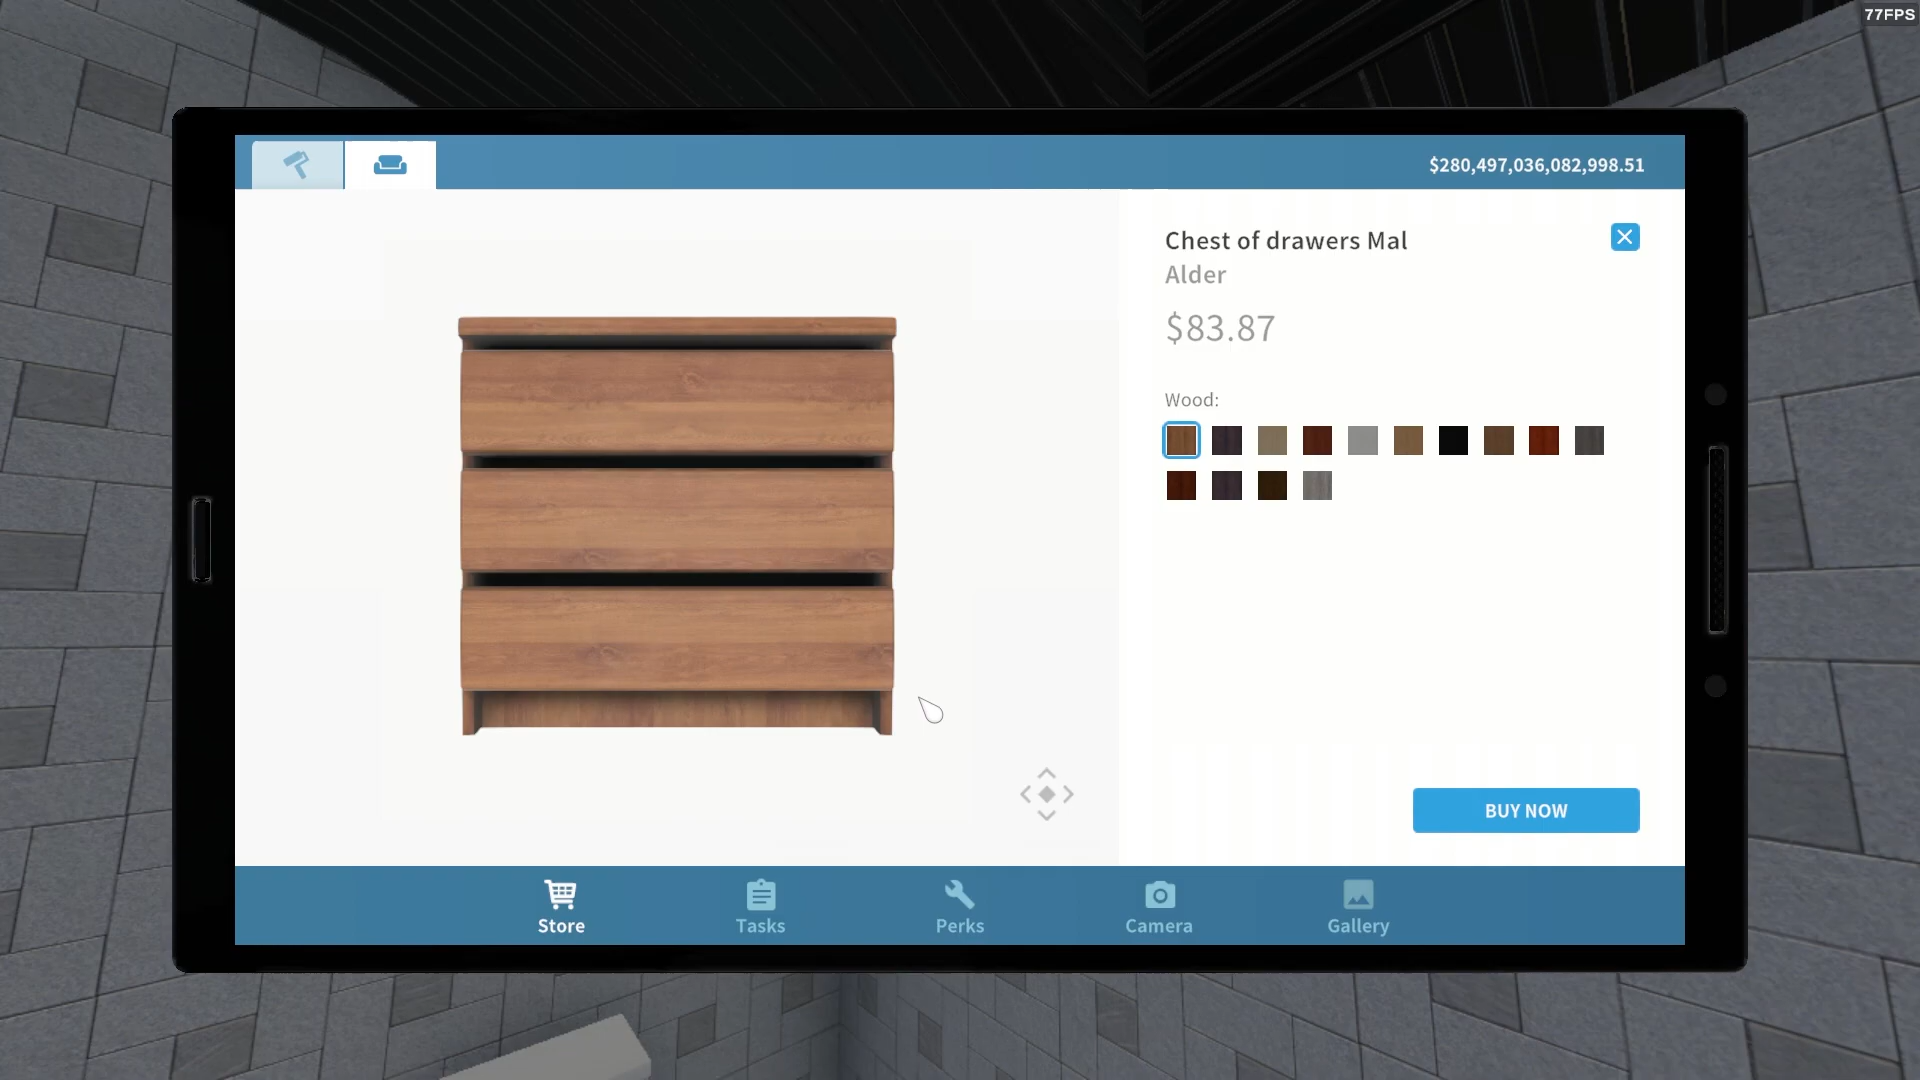 77FPS
$280,497,036,082,998.51
Chest of drawers Mal
Alder
$83.87
Wood:
BUY NOW
Store
Tasks
Perks
Camera
Gallery